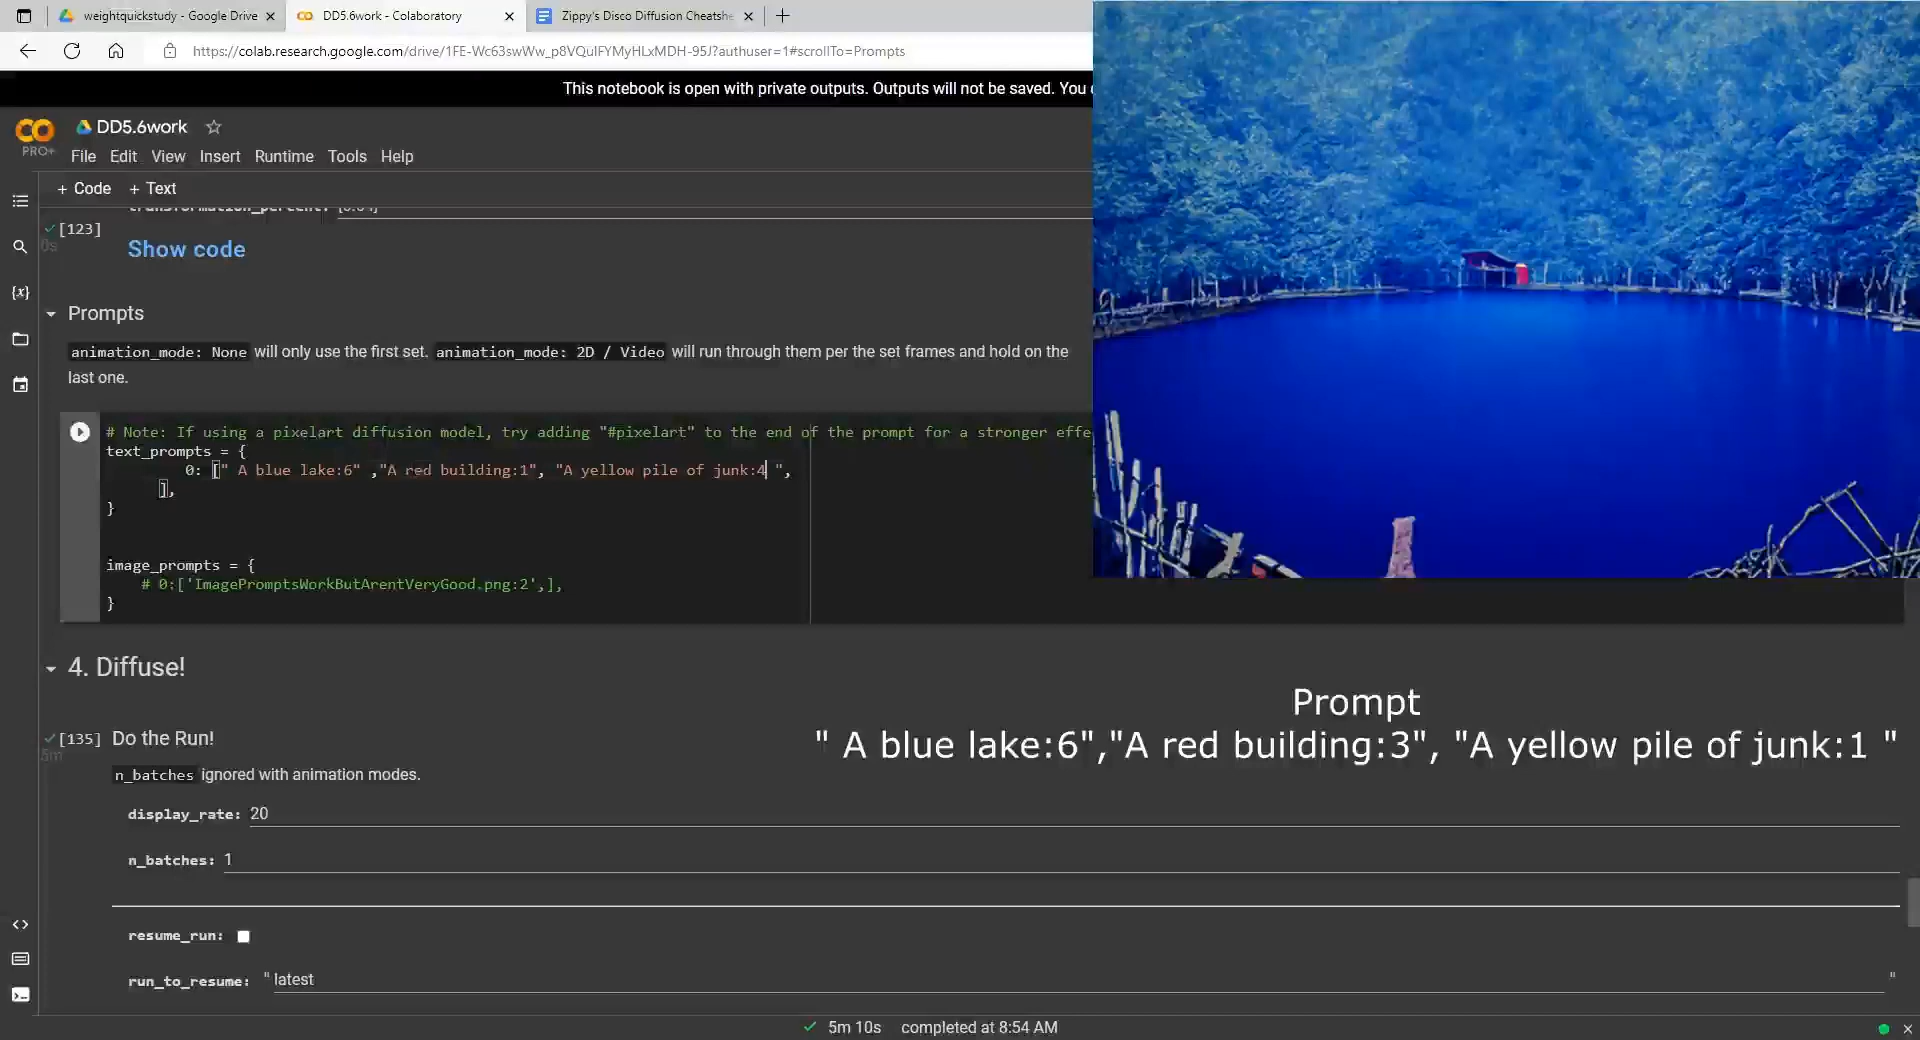 weightquickstudy - Google Drive
DD5.6work - Colaboratory
Zippy's Disco Diffusion Cheatshe
https://colab.research.google.com/drive/1FE-Wc63swWw_p8VQuIFYMyHLxMDH-95J?authuser=1#scrollTo=Prompts
This notebook is open with private outputs. Outputs will not be saved. You
DD5.6work
PRO+
File Edit View Insert Runtime Tools Help
+ Code + Text
transformation_percent:
[123]
0s
Show code
Prompts
animation_mode: None will only use the first set. animation_mode: 2D / Video will run through them per the set frames and hold on the
last one.
# Note: If using a pixelart diffusion model, try adding "#pixelart" to the end of the prompt for a stronger effe
text_prompts = {
0: [" A blue lake:6" ,"A red building:1", "A yellow pile of junk:4 ",
],
}
image_prompts = {
# 0:['ImagePromptsWorkButArentVeryGood.png:2',],
}
4. Diffuse!
Prompt
" A blue lake:6","A red building:3", "A yellow pile of junk:1 "
[135] Do the Run!
5m
n_batches ignored with animation modes.
display_rate: 20
n_batches: 1
resume_run:
run_to_resume: " latest "
5m 10s completed at 8:54 AM